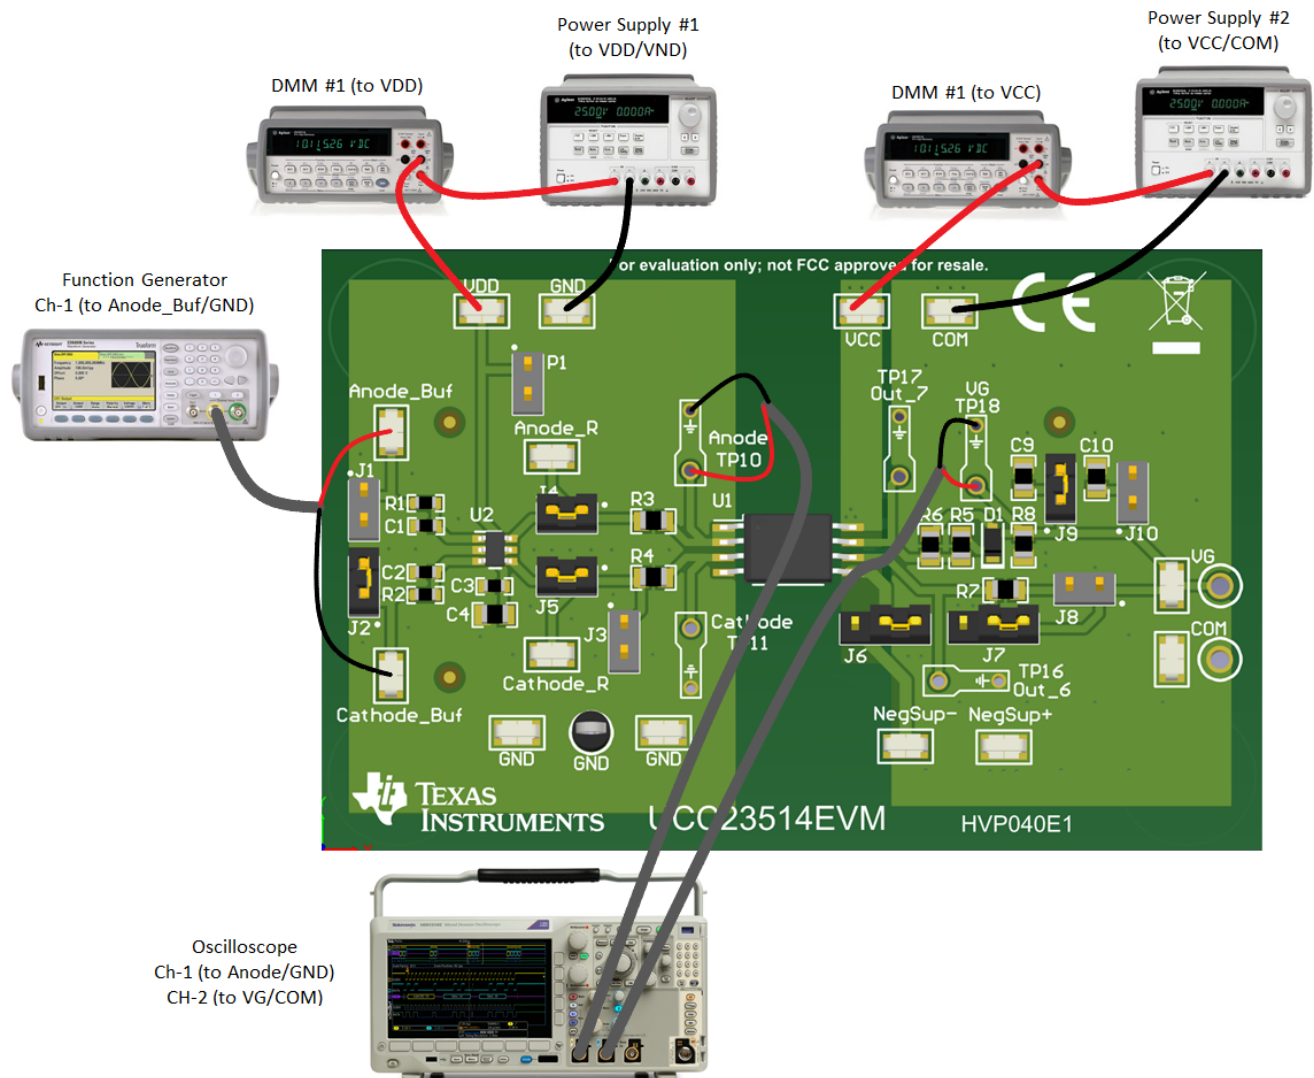 Power Supply #1
(to VDD/VND)
Power Supply #2
(to VCC/COM)
DMM #1 (to VDD)
DMM #1 (to VCC)
Function Generator
Ch-1 (to Anode_Buf/GND)
For evaluation only; not FCC approved for resale.
VDD
GND
VCC
COM
CE
P1
Anode_Buf
Anode_R
Anode
TP10
TP17
Out_7
VG
TP18
J1
R1
C1
U2
J4
R3
U1
C9
C10
R6
R5
D1
R8
J9
J10
C2
R2
C3
C4
J5
R4
J3
J2
R7
J8
VG
COM
Cathode
TP11
J6
J7
TP16
Out_6
Cathode_R
Cathode_Buf
NegSup-
NegSup+
GND
GND
GND
TEXAS
INSTRUMENTS
UCC23514EVM
HVP040E1
Oscilloscope
Ch-1 (to Anode/GND)
CH-2 (to VG/COM)